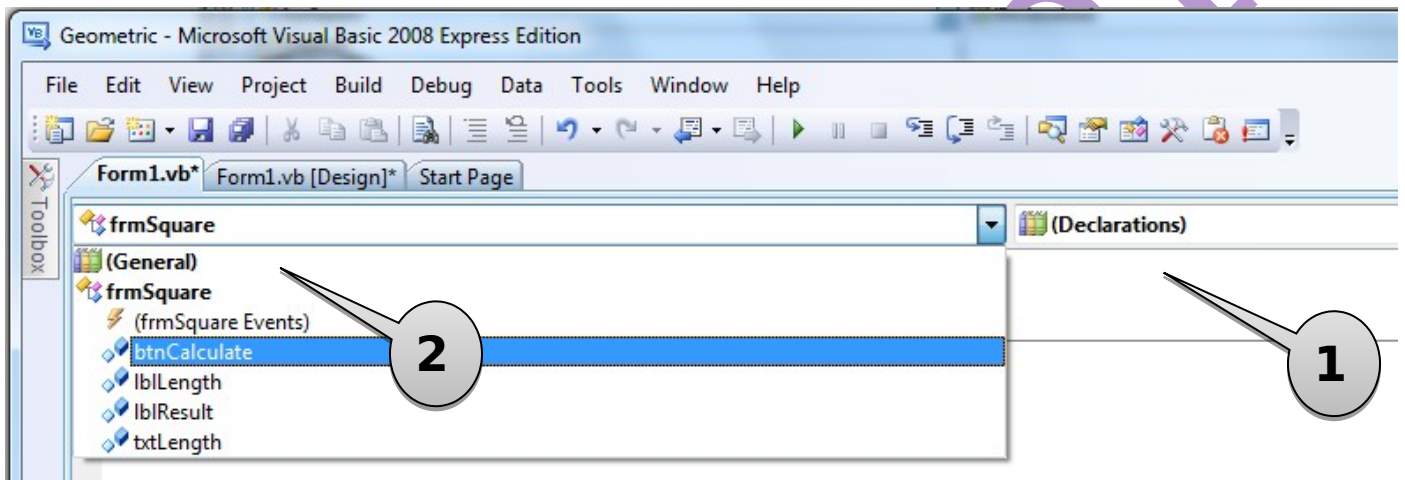 Geometric - Microsoft Visual Basic 2008 Express Edition
File Edit View Project Build Debug Data Tools Window Help
Form1.vb* Form1.vb [Design]* Start Page
Toolbox
frmSquare (Declarations)
(General)
frmSquare
(frmSquare Events)
btnCalculate
lblLength
lblResult
txtLength
2
1